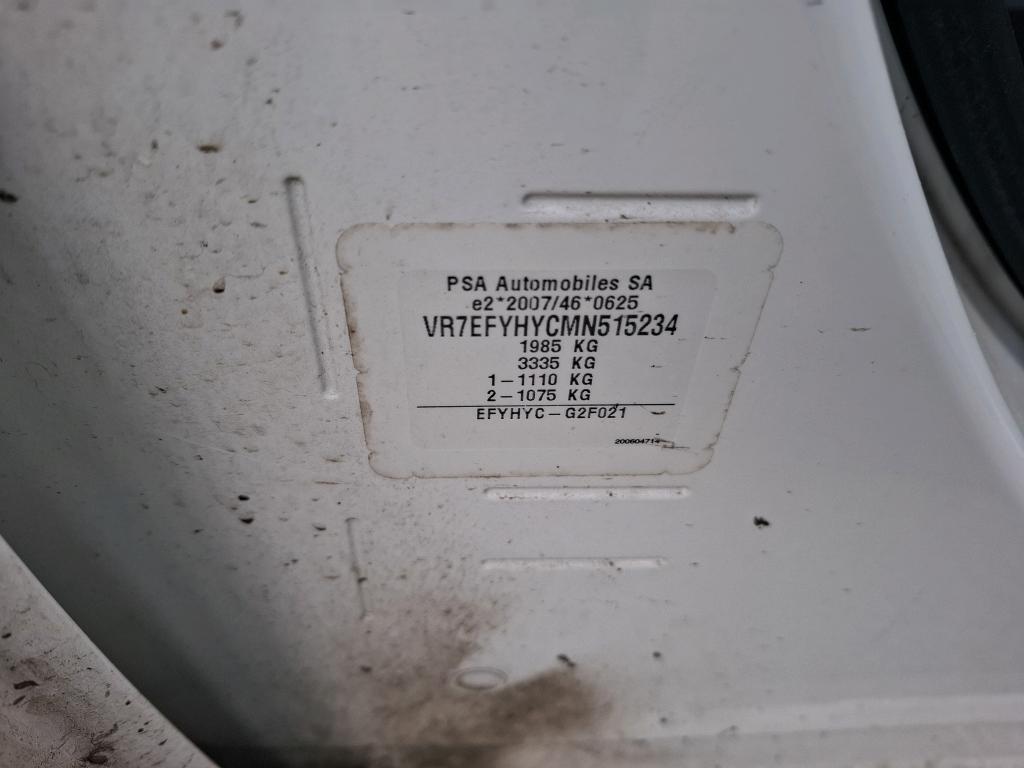 PSA Automobiles SA
e2*2007/46*0625
VR7EFYHYCMN515234
1985 KG
3335 KG
1-1110 KG
2-1075 KG
EFYHYC-G2F021
200604714